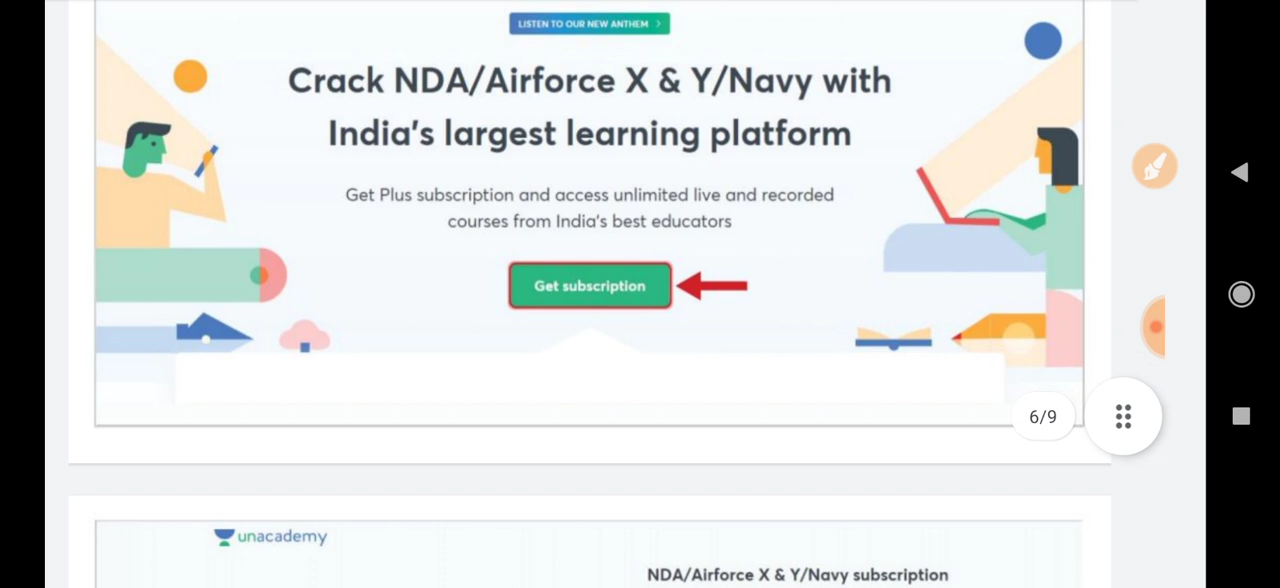 LISTEN TO OUR NEW ANTHEM >
Crack NDA/Airforce X & Y/Navy with
India's largest learning platform
Get Plus subscription and access unlimited live and recorded
courses from India's best educators
Get subscription
6/9
unacademy
NDA/Airforce X & Y/Navy subscription